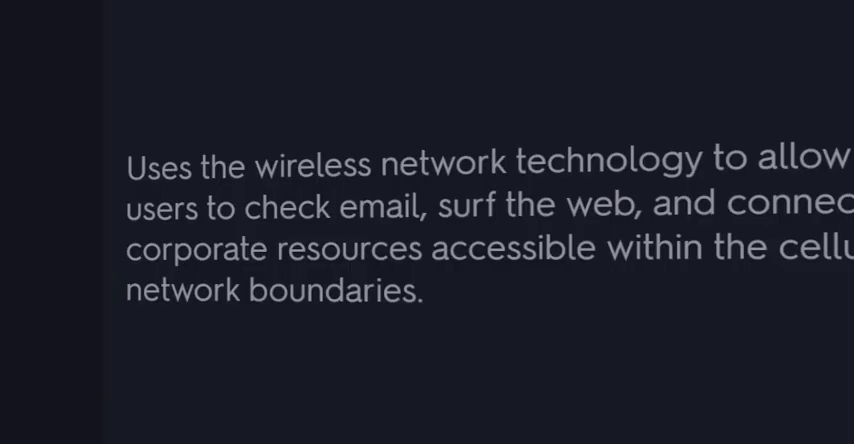 Uses the wireless network technology to allow
users to check email, surf the web, and connec
corporate resources accessible within the cellu
network boundaries.